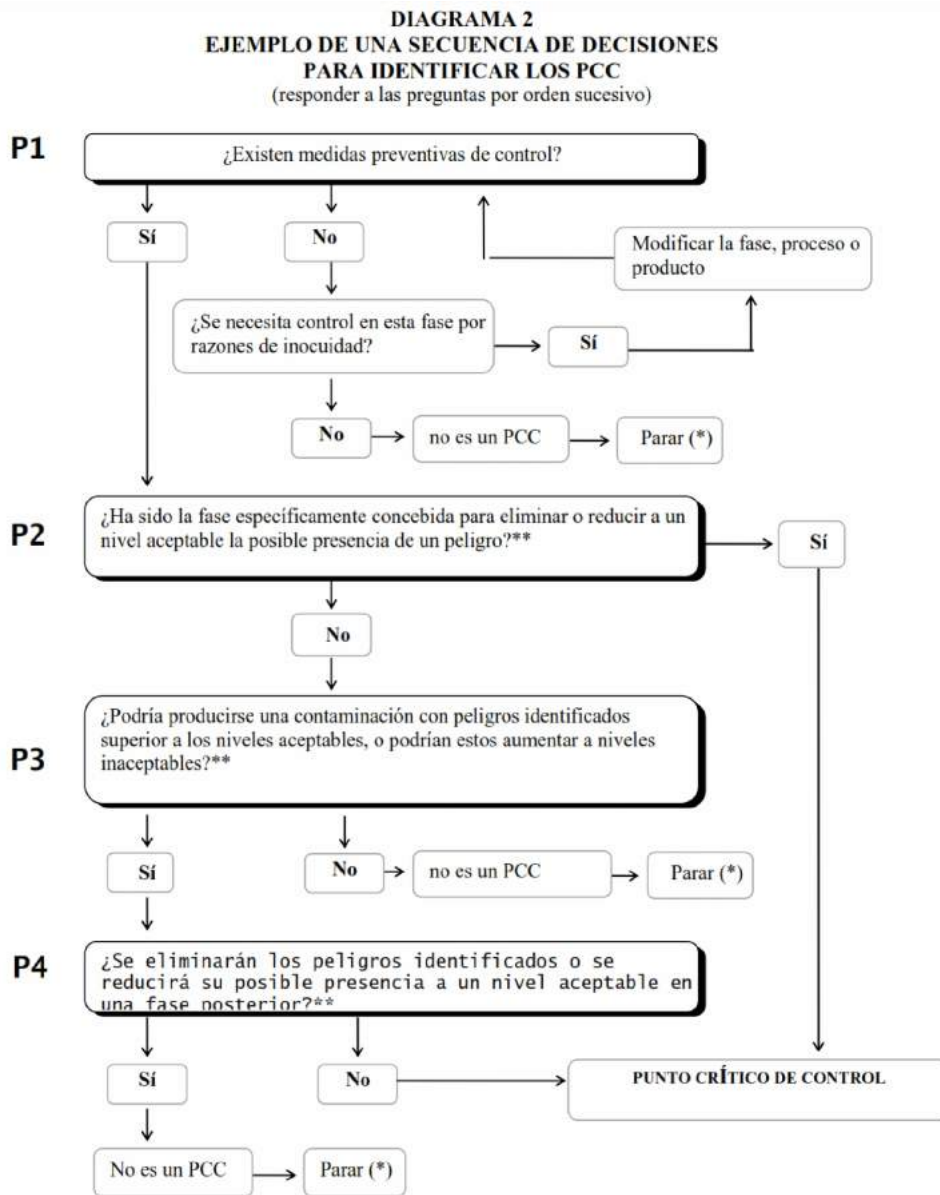 DIAGRAMA 2
EJEMPLO DE UNA SECUENCIA DE DECISIONES
PARA IDENTIFICAR LOS PCC
(responder a las preguntas por orden sucesivo)
P1
¿Existen medidas preventivas de control?
Sí
No
Modificar la fase, proceso o
producto
¿Se necesita control en esta fase por
razones de inocuidad?
Sí
No
no es un PCC
Parar (*)
P2
¿Ha sido la fase específicamente concebida para eliminar o reducir a un
nivel aceptable la posible presencia de un peligro?**
Sí
No
P3
¿Podría producirse una contaminación con peligros identificados
superior a los niveles aceptables, o podrían estos aumentar a niveles
inaceptables?**
Sí
No
no es un PCC
Parar (*)
P4
¿Se eliminarán los peligros identificados o se
reducirá su posible presencia a un nivel aceptable en
una fase posterior?**
Sí
No
PUNTO CRÍTICO DE CONTROL
No es un PCC
Parar (*)